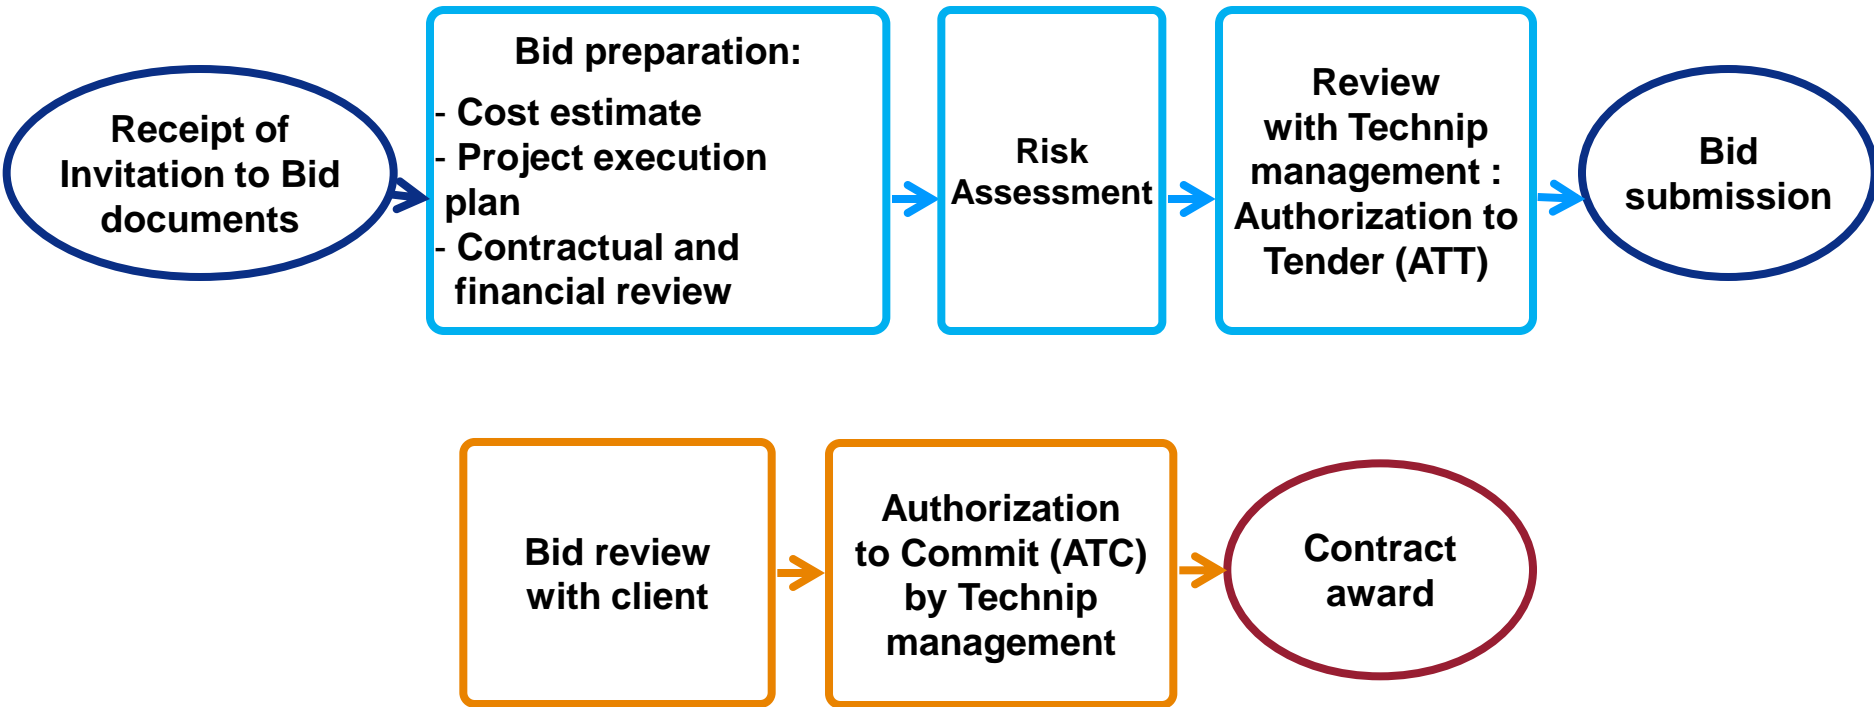 Receipt of
Invitation to Bid
documents
Bid preparation:
- Cost estimate
- Project execution
plan
- Contractual and
financial review
Risk
Assessment
Review
with Technip
management :
Authorization to
Tender (ATT)
Bid
submission
Bid review
with client
Authorization
to Commit (ATC)
by Technip
management
Contract
award